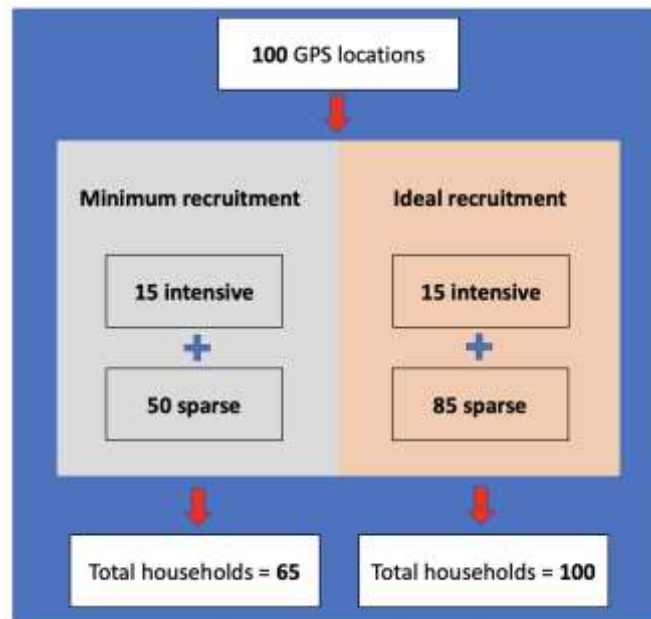 100 GPS locations
Minimum recruitment
15 intensive
+
50 sparse
Total households = 65
Ideal recruitment
15 intensive
+
85 sparse
Total households = 100